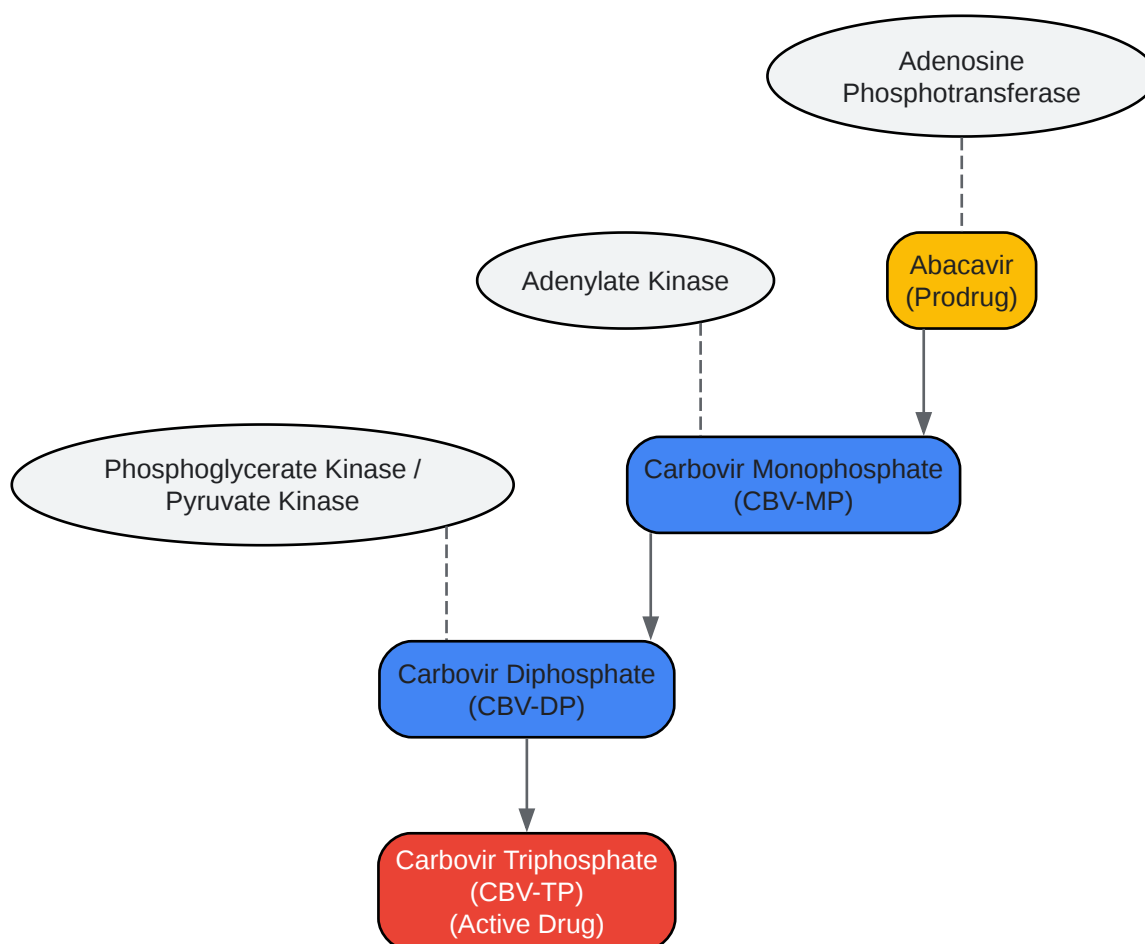 Adenosine
Phosphotransferase
Abacavir
(Prodrug)
Adenylate Kinase
Carbovir Monophosphate
(CBV-MP)
Phosphoglycerate Kinase /
Pyruvate Kinase
Carbovir Diphosphate
(CBV-DP)
Carbovir Triphosphate
(CBV-TP)
(Active Drug)